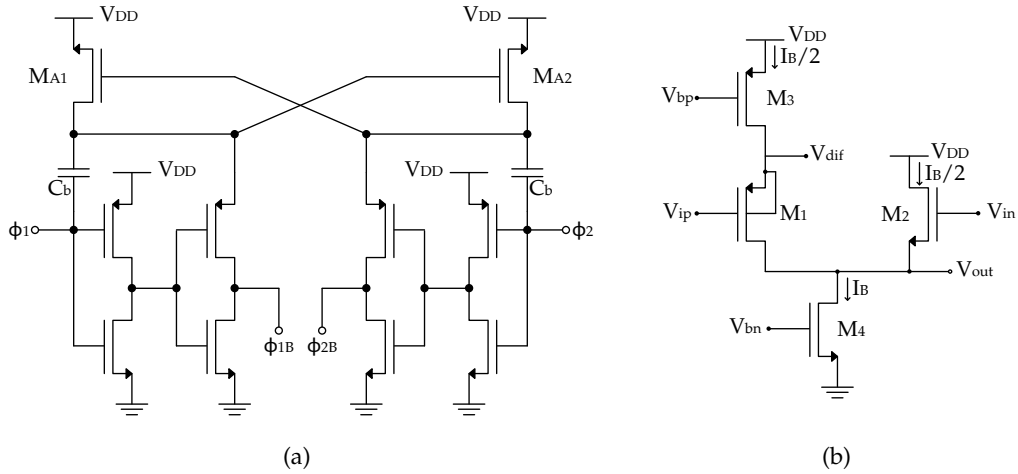 VDD
VDD
MA1
MA2
Cb
VDD
VDD
Cb
ϕ1
ϕ2
ϕ1B
ϕ2B
(a)
VDD
IB/2
Vbp
M3
Vdif
VDD
IB/2
Vip
M1
M2
Vin
Vout
IB
Vbn
M4
(b)